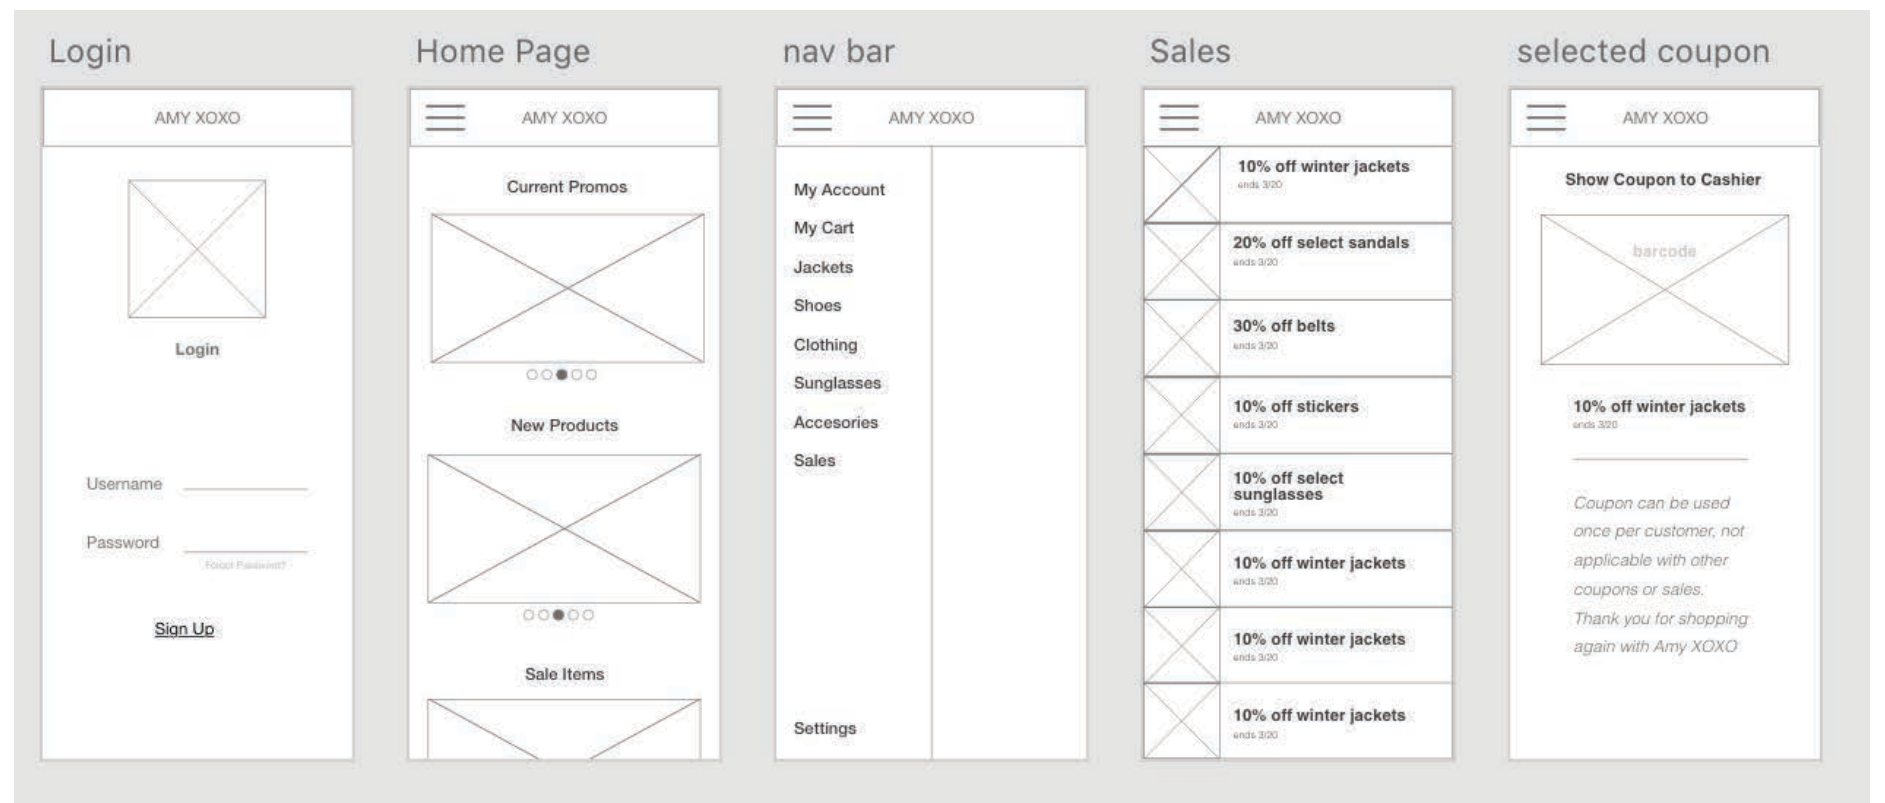 Login
AMY XOXO
Login
Username
Password
Forgot Password?
Sign Up
Home Page
AMY XOXO
Current Promos
New Products
Sale Items
nav bar
AMY XOXO
My Account
My Cart
Jackets
Shoes
Clothing
Sunglasses
Accesories
Sales
Settings
Sales
AMY XOXO
10% off winter jackets
ends 3/20
20% off select sandals
ends 3/20
30% off belts
ends 3/20
10% off stickers
ends 3/20
10% off select
sunglasses
ends 3/20
10% off winter jackets
ends 3/20
10% off winter jackets
ends 3/20
10% off winter jackets
ends 3/20
selected coupon
AMY XOXO
Show Coupon to Cashier
barcode
10% off winter jackets
ends 3/20
Coupon can be used
once per customer, not
applicable with other
coupons or sales.
Thank you for shopping
again with Amy XOXO